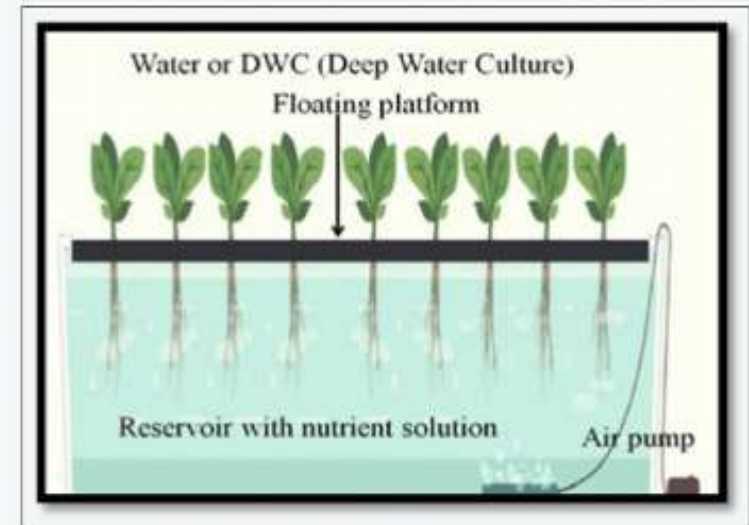 Water or DWC (Deep Water Culture)
Floating platform
Reservoir with nutrient solution
Air pump